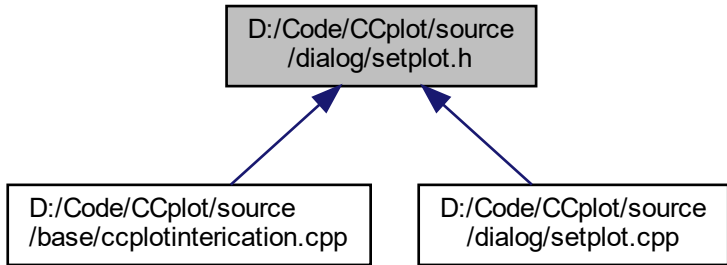 D:/Code/CCplot/source
/dialog/setplot.h
D:/Code/CCplot/source
/base/ccplotinterication.cpp
D:/Code/CCplot/source
/dialog/setplot.cpp